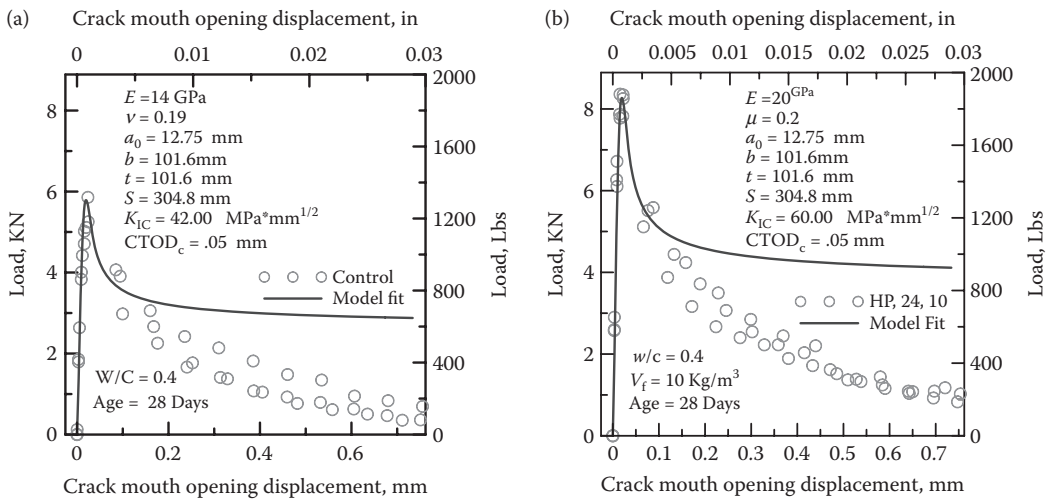 (a)
Crack mouth opening displacement, in
0 0.01 0.02 0.03
Load, KN
8
6
4
2
0
E =14 GPa
ν = 0.19
a0 = 12.75 mm
b = 101.6mm
t = 101.6 mm
S = 304.8 mm
KIC = 42.00 MPa*mm1/2
CTODc = .05 mm
Control
Model fit
W/C = 0.4
Age = 28 Days
2000
1600
1200
800
400
0
Load, Lbs
0 0.2 0.4 0.6
Crack mouth opening displacement, mm
(b)
Crack mouth opening displacement, in
0 0.005 0.01 0.015 0.02 0.025 0.03
Load, KN
8
6
4
2
0
E =20GPa
μ = 0.2
a0 = 12.75 mm
b = 101.6mm
t = 101.6 mm
S = 304.8 mm
KIC = 60.00 MPa*mm1/2
CTODc = .05 mm
HP, 24, 10
Model Fit
w/c = 0.4
Vf = 10 Kg/m3
Age = 28 Days
2000
1600
1200
800
400
0
Load, Lbs
0 0.1 0.2 0.3 0.4 0.5 0.6 0.7
Crack mouth opening displacement, mm